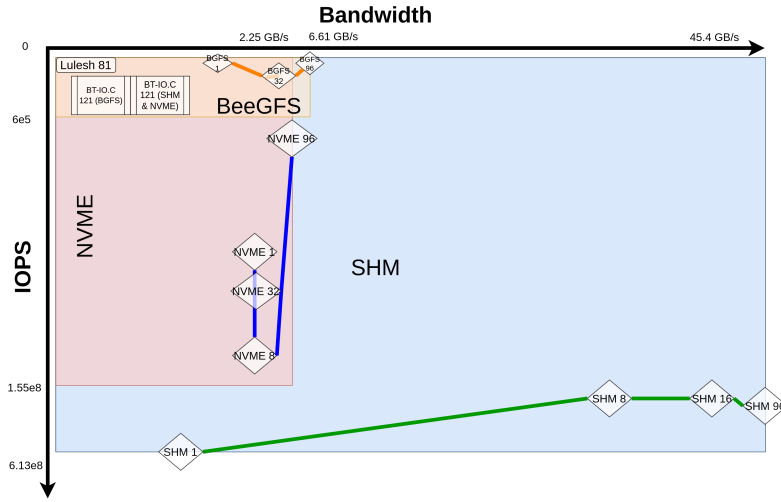 Bandwidth
2.25 GB/s
6.61 GB/s
45.4 GB/s
0
Lulesh 81
BGFS
1
BGFS
32
BGFS
96
BT-IO.C
121 (BGFS)
BT-IO.C
121 (SHM
& NVME)
BeeGFS
6e5
NVME 96
NVME
IOPS
NVME 1
SHM
NVME 32
NVME 8
1.55e8
SHM 8
SHM 16
SHM 96
SHM 1
6.13e8